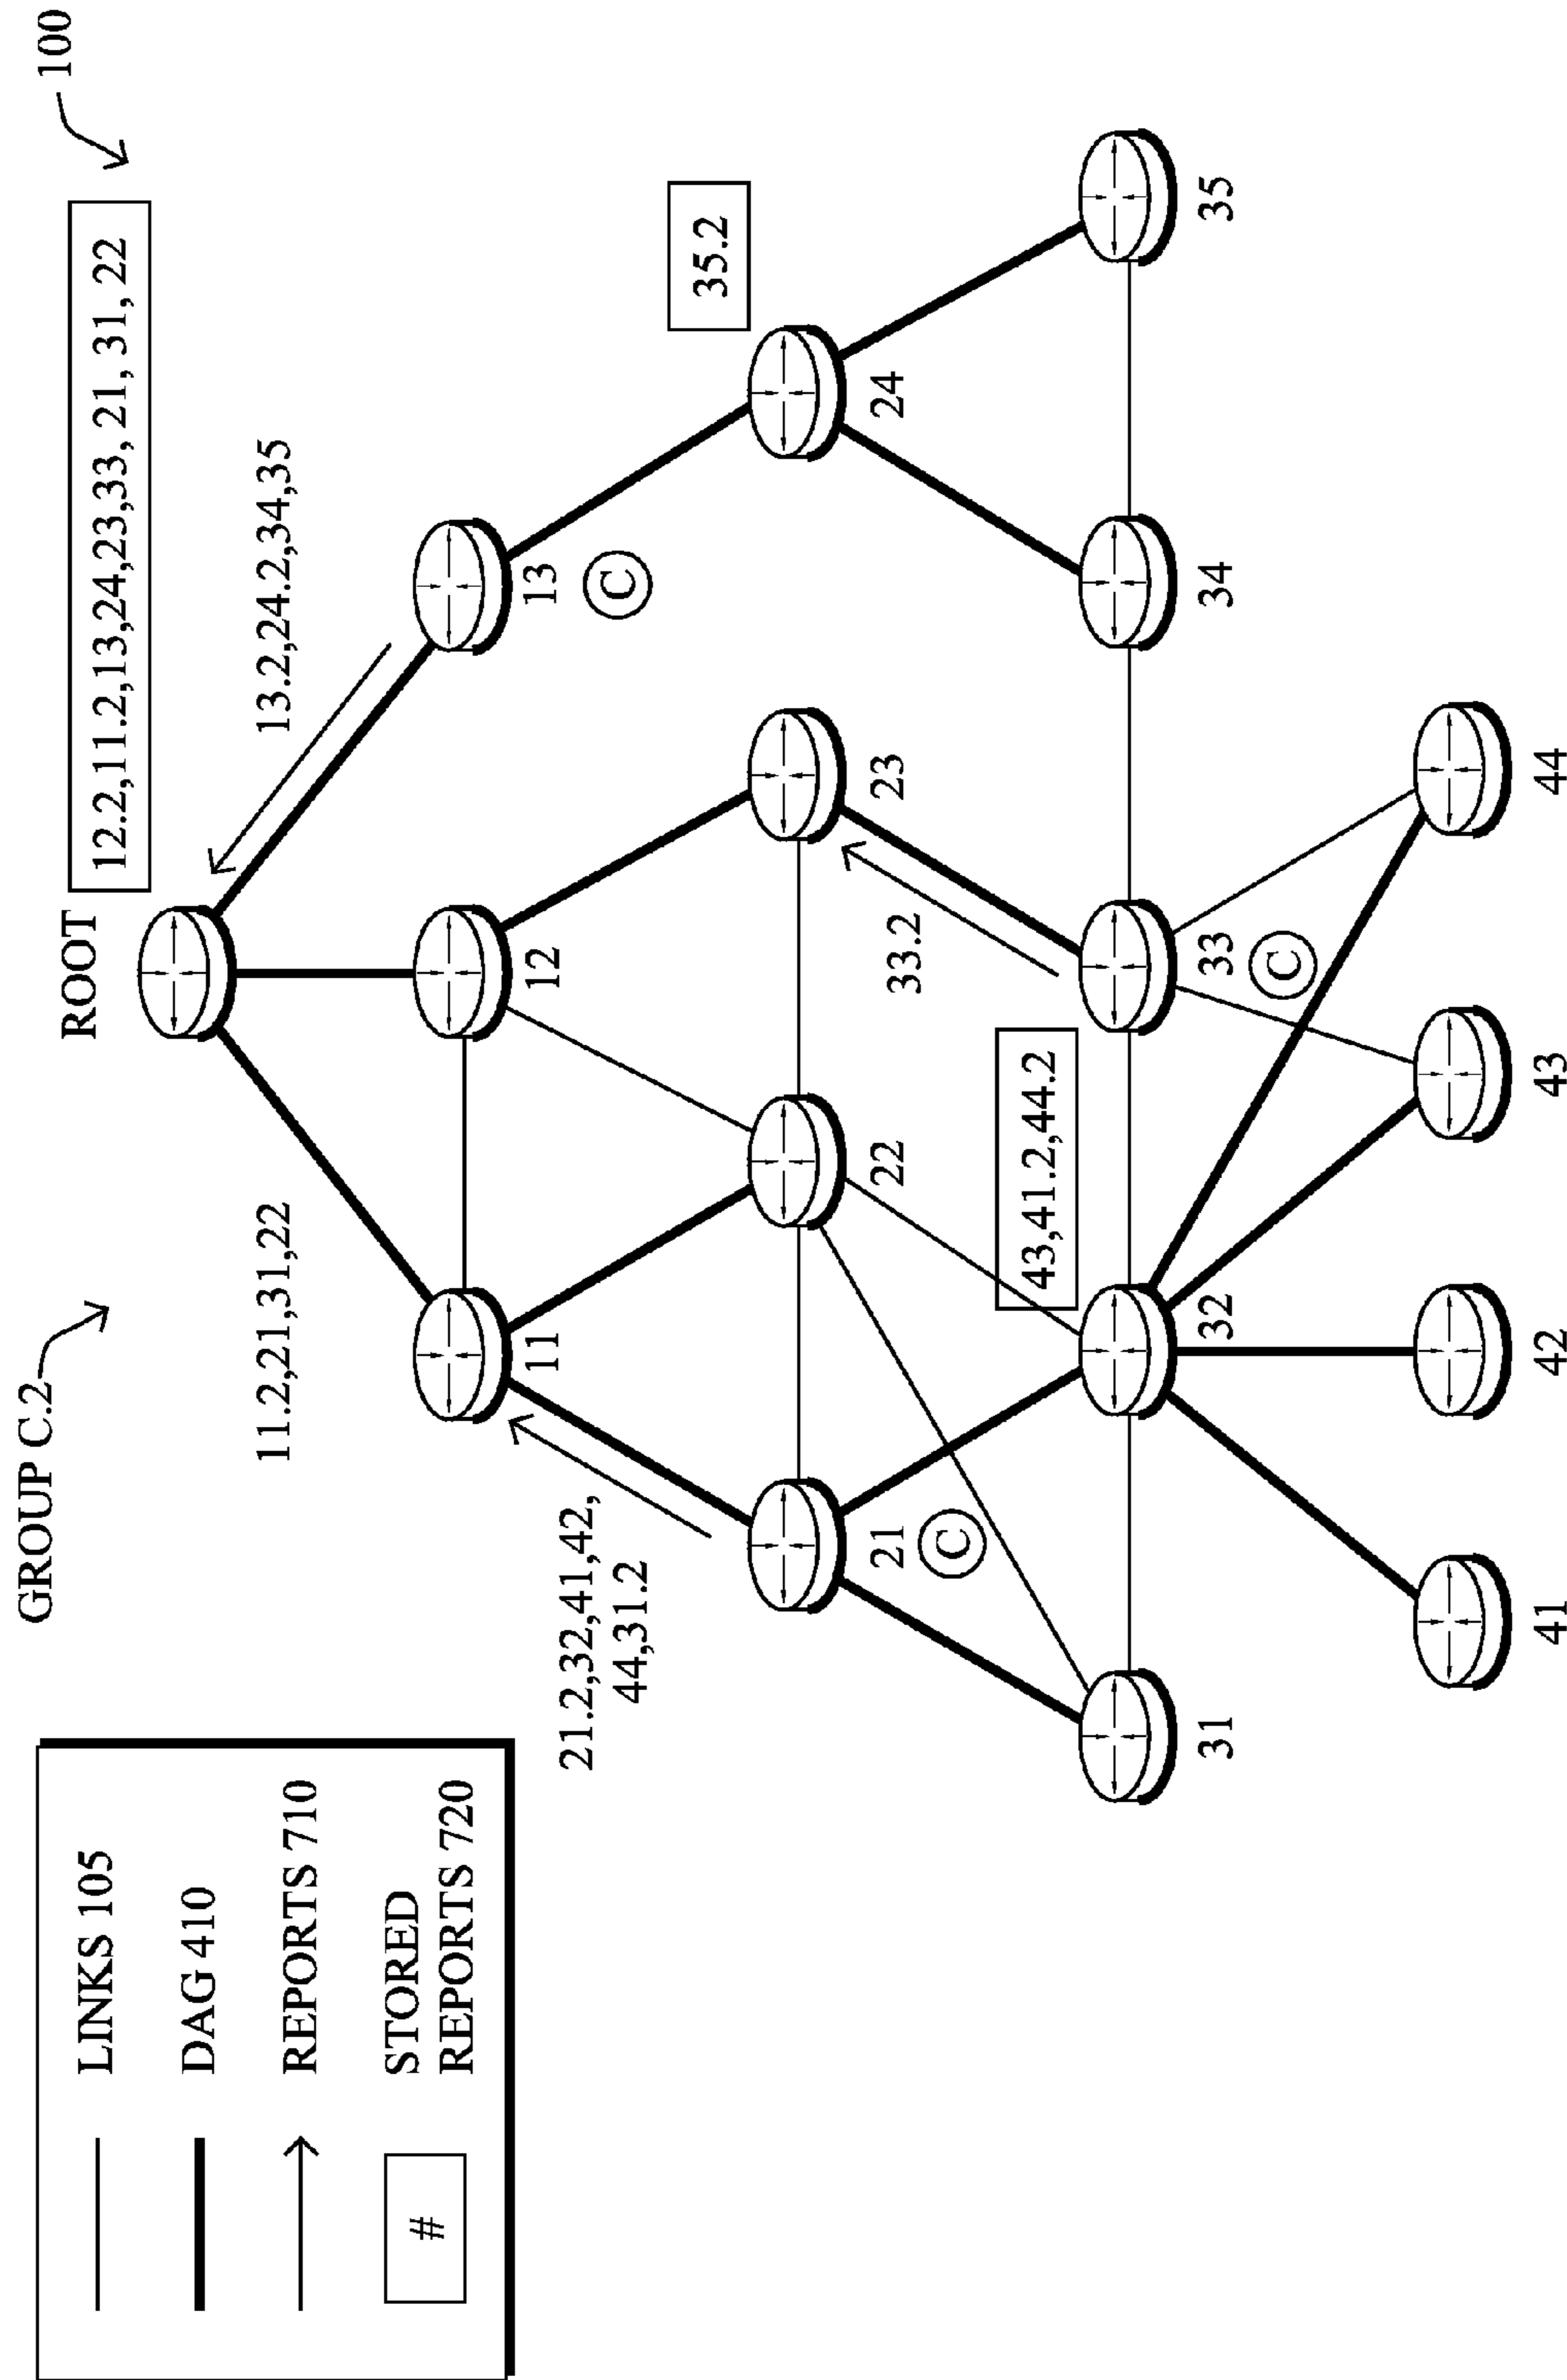 GROUP C.2
100
LINKS 105
DAG 410
REPORTS 710
#
STORED
REPORTS 720
ROOT
12.2,11.2,13,24,23,33, 21, 31, 22
11.2,21,31,22
13.2,24.2,34,35
11
12
13
C
21.2,32,41,42,
44,31.2
35.2
21
C
22
23
24
33.2
43,41.2,44.2
31
32
33
C
34
35
41
42
43
44